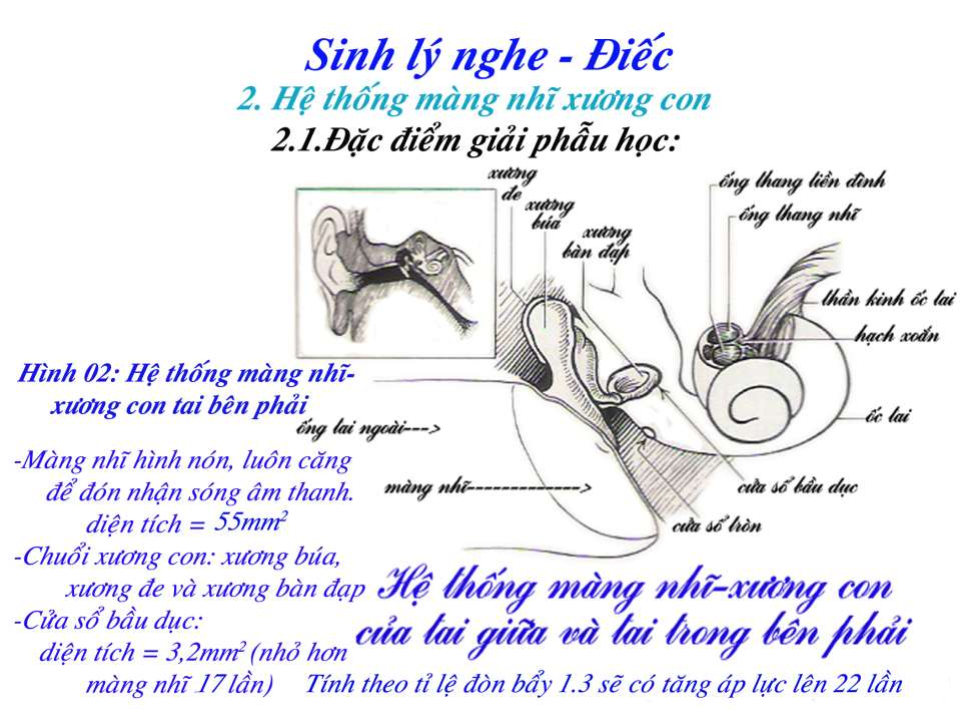 Sinh lý nghe - Điếc
2. Hệ thống màng nhĩ xương con
2.1.Đặc điểm giải phẫu học:
xương
đe
xương
búa
xương
bàn đạp
ống thang tiền đình
ống thang nhĩ
thần kinh ốc tai
hạch xoắn
ốc tai
Hình 02: Hệ thống màng nhĩ-
xương con tai bên phải
ống tai ngoài--->
màng nhĩ------------->
cửa sổ bầu dục
cửa sổ tròn
-Màng nhĩ hình nón, luôn căng
để đón nhận sóng âm thanh.
diện tích = 55mm²
-Chuổi xương con: xương búa,
xương đe và xương bàn đạp
-Cửa sổ bầu dục:
diện tích = 3,2mm² (nhỏ hơn
màng nhĩ 17 lần)
Hệ thống màng nhĩ-xương con
của tai giữa và tai trong bên phải
Tính theo tỉ lệ đòn bẩy 1.3 sẽ có tăng áp lực lên 22 lần